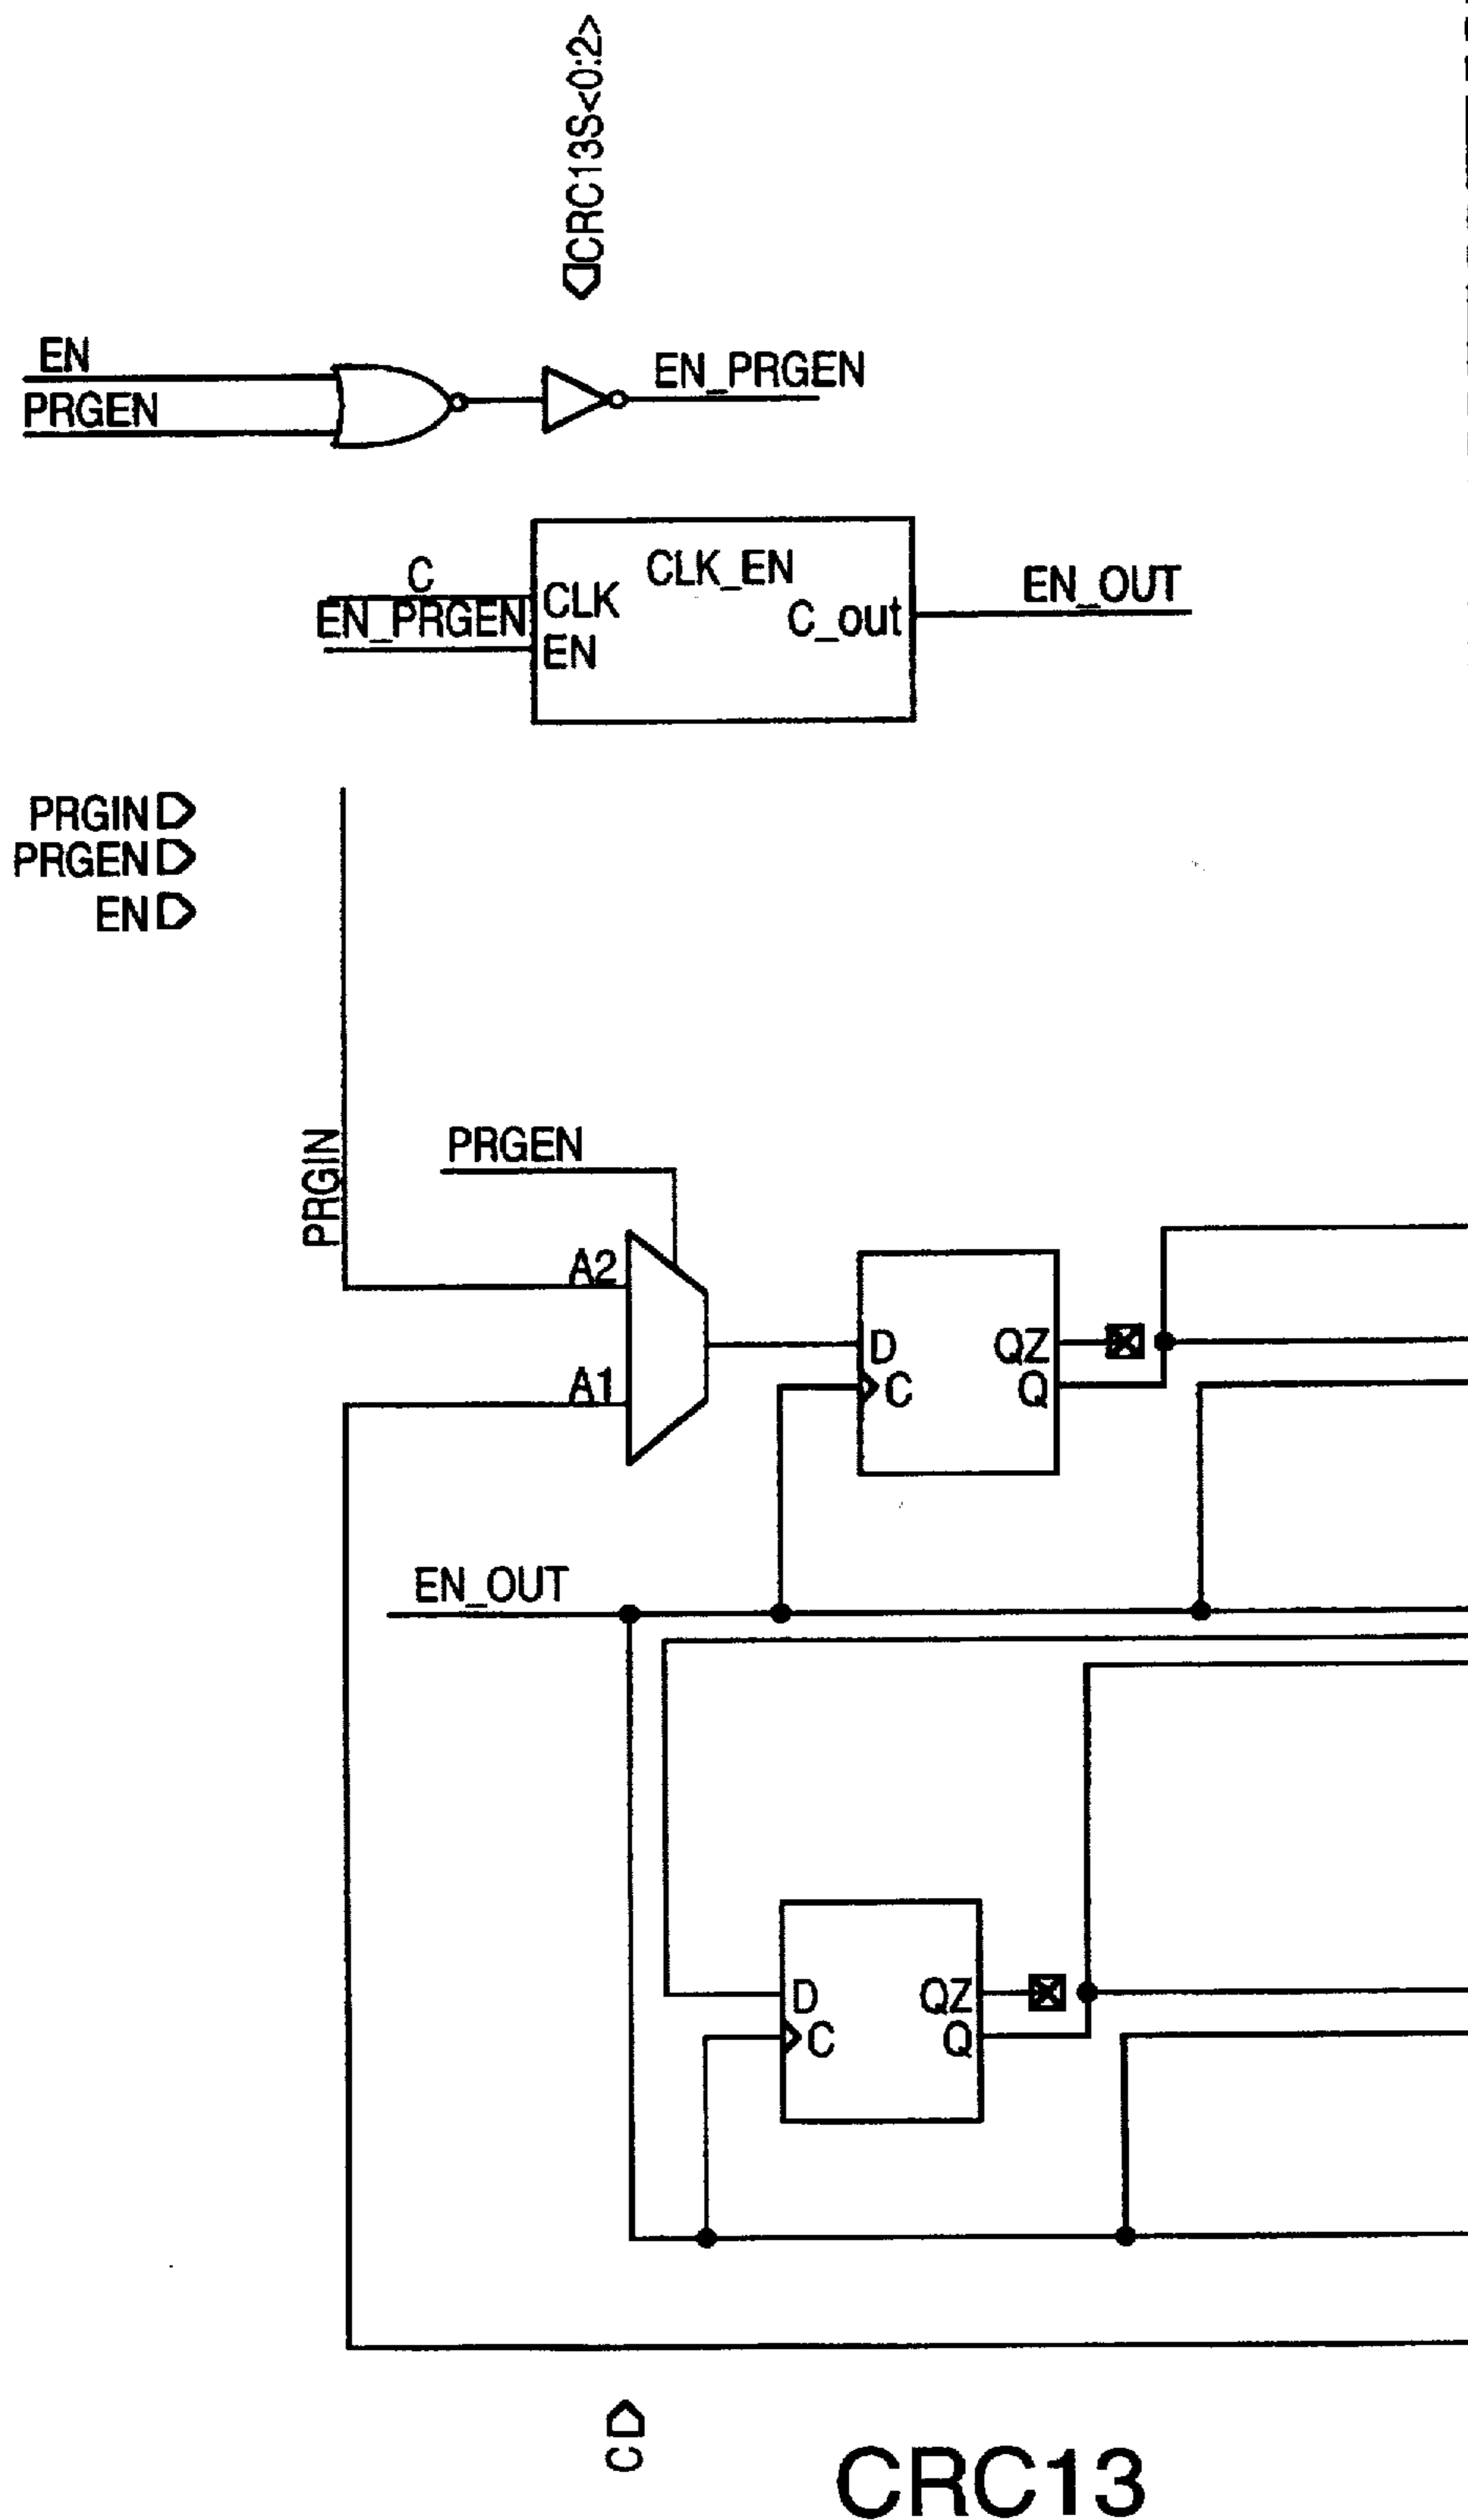 CRC13S<0:2>
EN
PRGEN
EN_PRGEN
C
CLK_EN
CLK
EN_PRGEN
EN
C_out
EN_OUT
PRGIN
PRGEN
EN
PRGIN
PRGEN
A2
A1
D
QZ
C
Q
EN_OUT
D
QZ
C
Q
C
CRC13